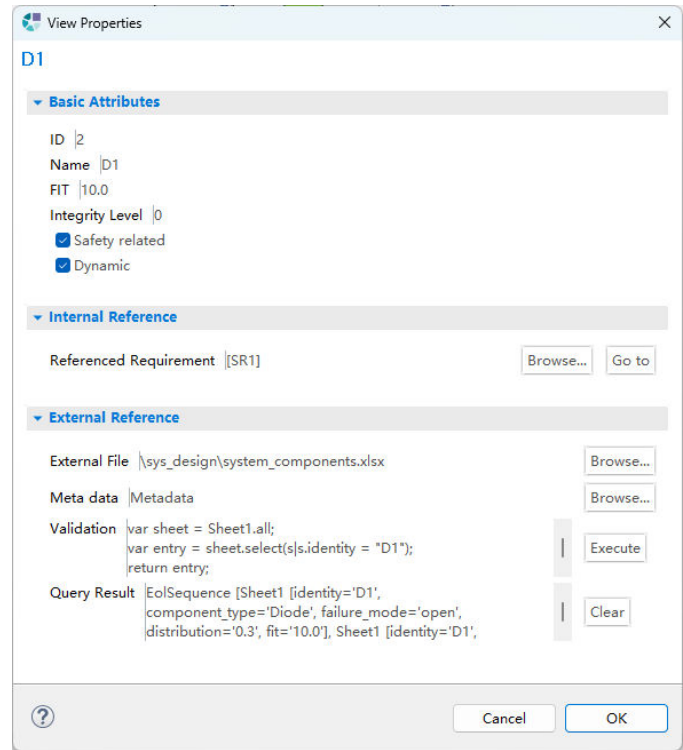 View Properties
D1
Basic Attributes
ID 2
Name D1
FIT 10.0
Integrity Level 0
Safety related
Dynamic
Internal Reference
Referenced Requirement [SR1] Browse... Go to
External Reference
External File \sys_design\system_components.xlsx Browse...
Meta data Metadata Browse...
Validation var sheet = Sheet1.all;
var entry = sheet.select(s|s.identity = "D1"); Execute
return entry;
Query Result EolSequence [Sheet1 [identity='D1',
component_type='Diode', failure_mode='open', Clear
distribution='0.3', fit='10.0'], Sheet1 [identity='D1',
? Cancel OK